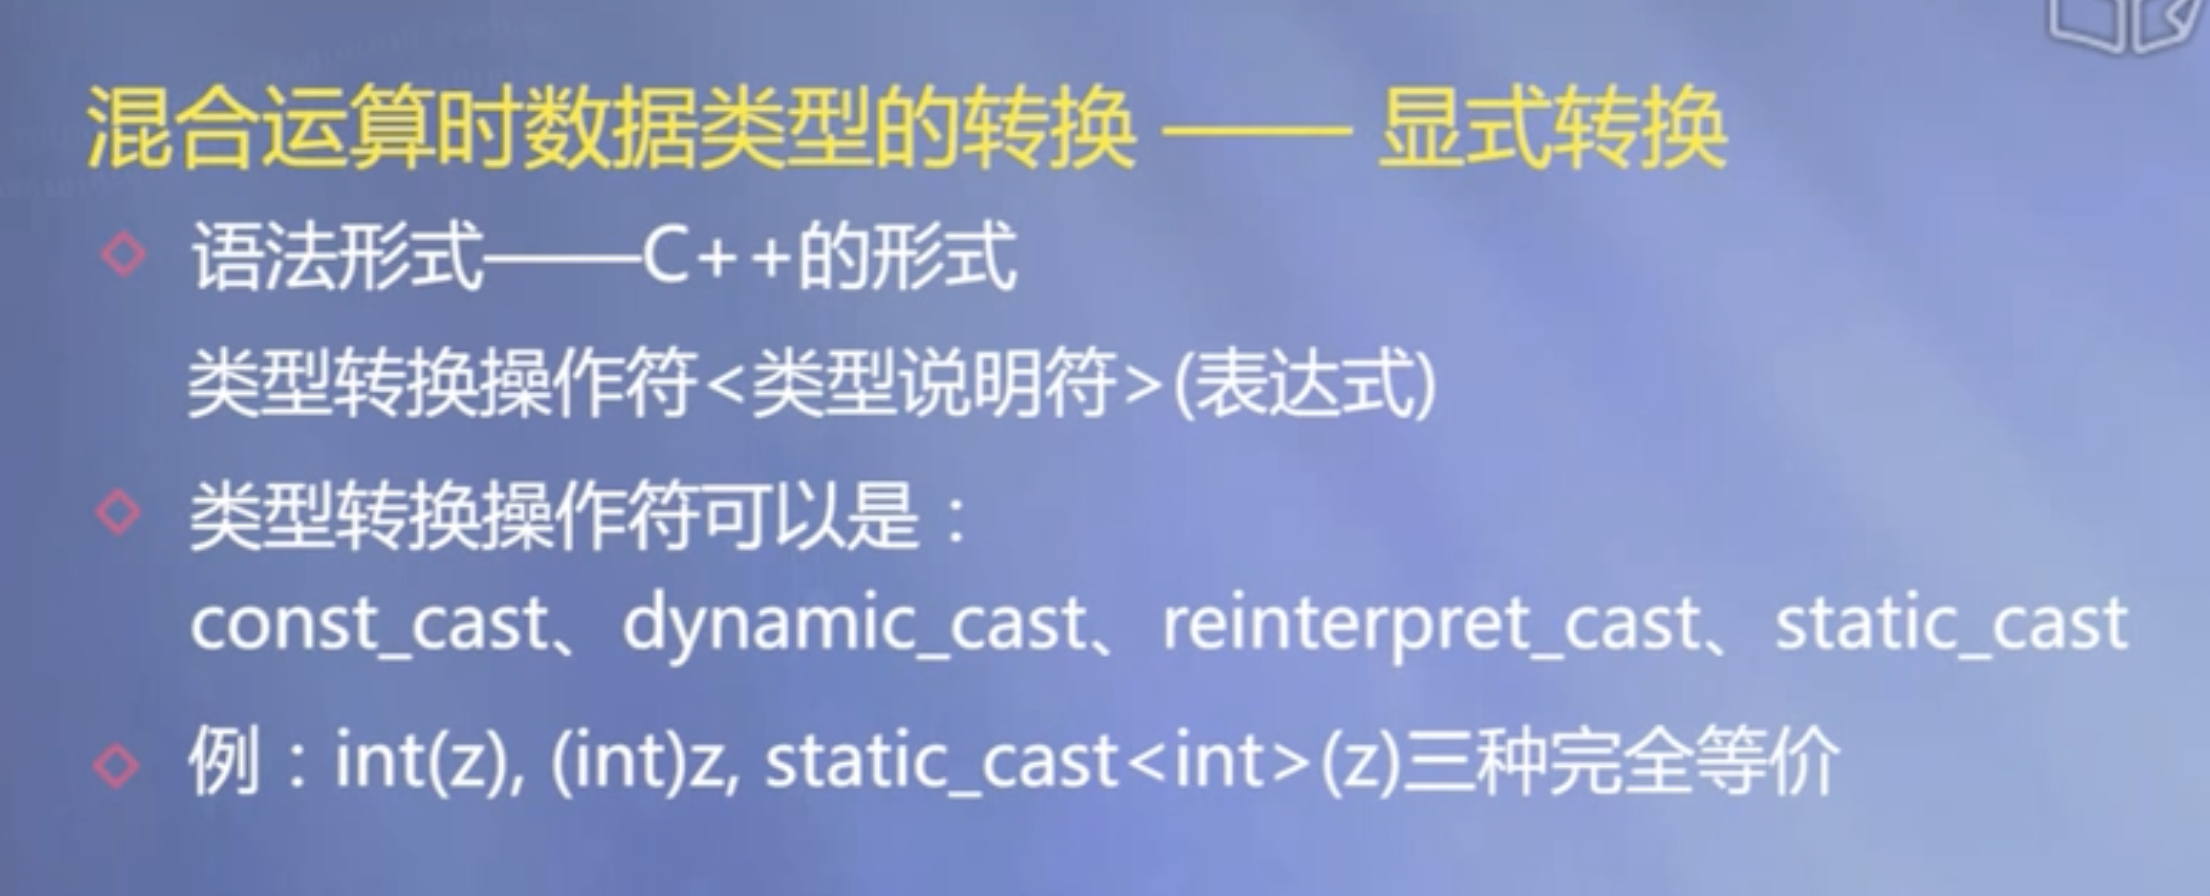 混合运算时数据类型的转换 —— 显式转换
语法形式——C++的形式
类型转换操作符<类型说明符>(表达式)
类型转换操作符可以是：
const_cast、dynamic_cast、reinterpret_cast、static_cast
例：int(z), (int)z, static_cast<int>(z)三种完全等价